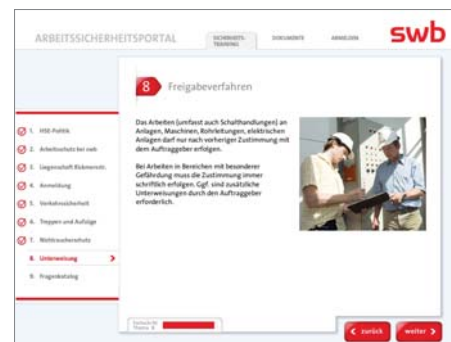 ARBEITSSICHERHEITSPORTAL
SICHERHEITS-
TRAINING
DOKUMENTE
ABMELDEN
swb
8 Freigabeverfahren
Das Arbeiten (umfasst auch Schalthandlungen) an
Anlagen, Maschinen, Rohrleitungen, elektrischen
Anlagen darf nur nach vorheriger Zustimmung mit
dem Auftraggeber erfolgen.
Bei Arbeiten in Bereichen mit besonderer
Gefährdung muss die Zustimmung immer
schriftlich erfolgen. Ggf. sind zusätzliche
Unterweisungen durch den Auftraggeber
erforderlich.
1. HSE-Politik
2. Arbeitsschutz bei swb
3. Liegenschaft
4. Anmeldung
5. Verkehrssicherheit
6. Treppen und Aufzüge
7. Nichtraucherschutz
8. Unterweisung
9. Fragenkatalog
Thema 8
zurück
weiter